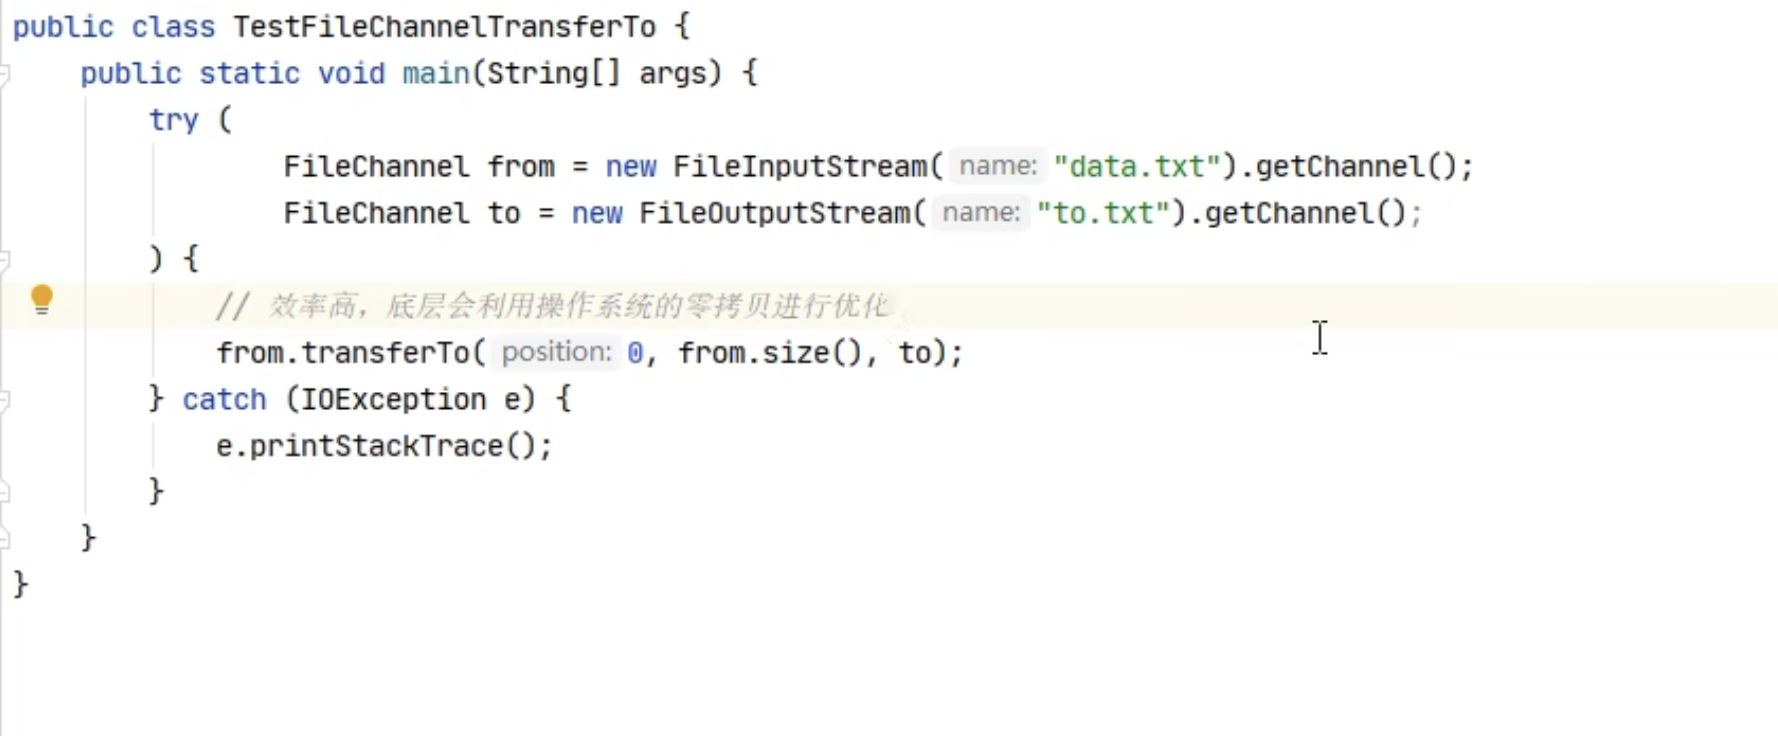 public class TestFileChannelTransferTo {
public static void main(String[] args) {
try (
FileChannel from = new FileInputStream( name: "data.txt").getChannel();
FileChannel to = new FileOutputStream( name: "to.txt").getChannel();
) {
// 效率高，底层会利用操作系统的零拷贝进行优化
from.transferTo( position: 0, from.size(), to);
} catch (IOException e) {
e.printStackTrace();
}
}
}